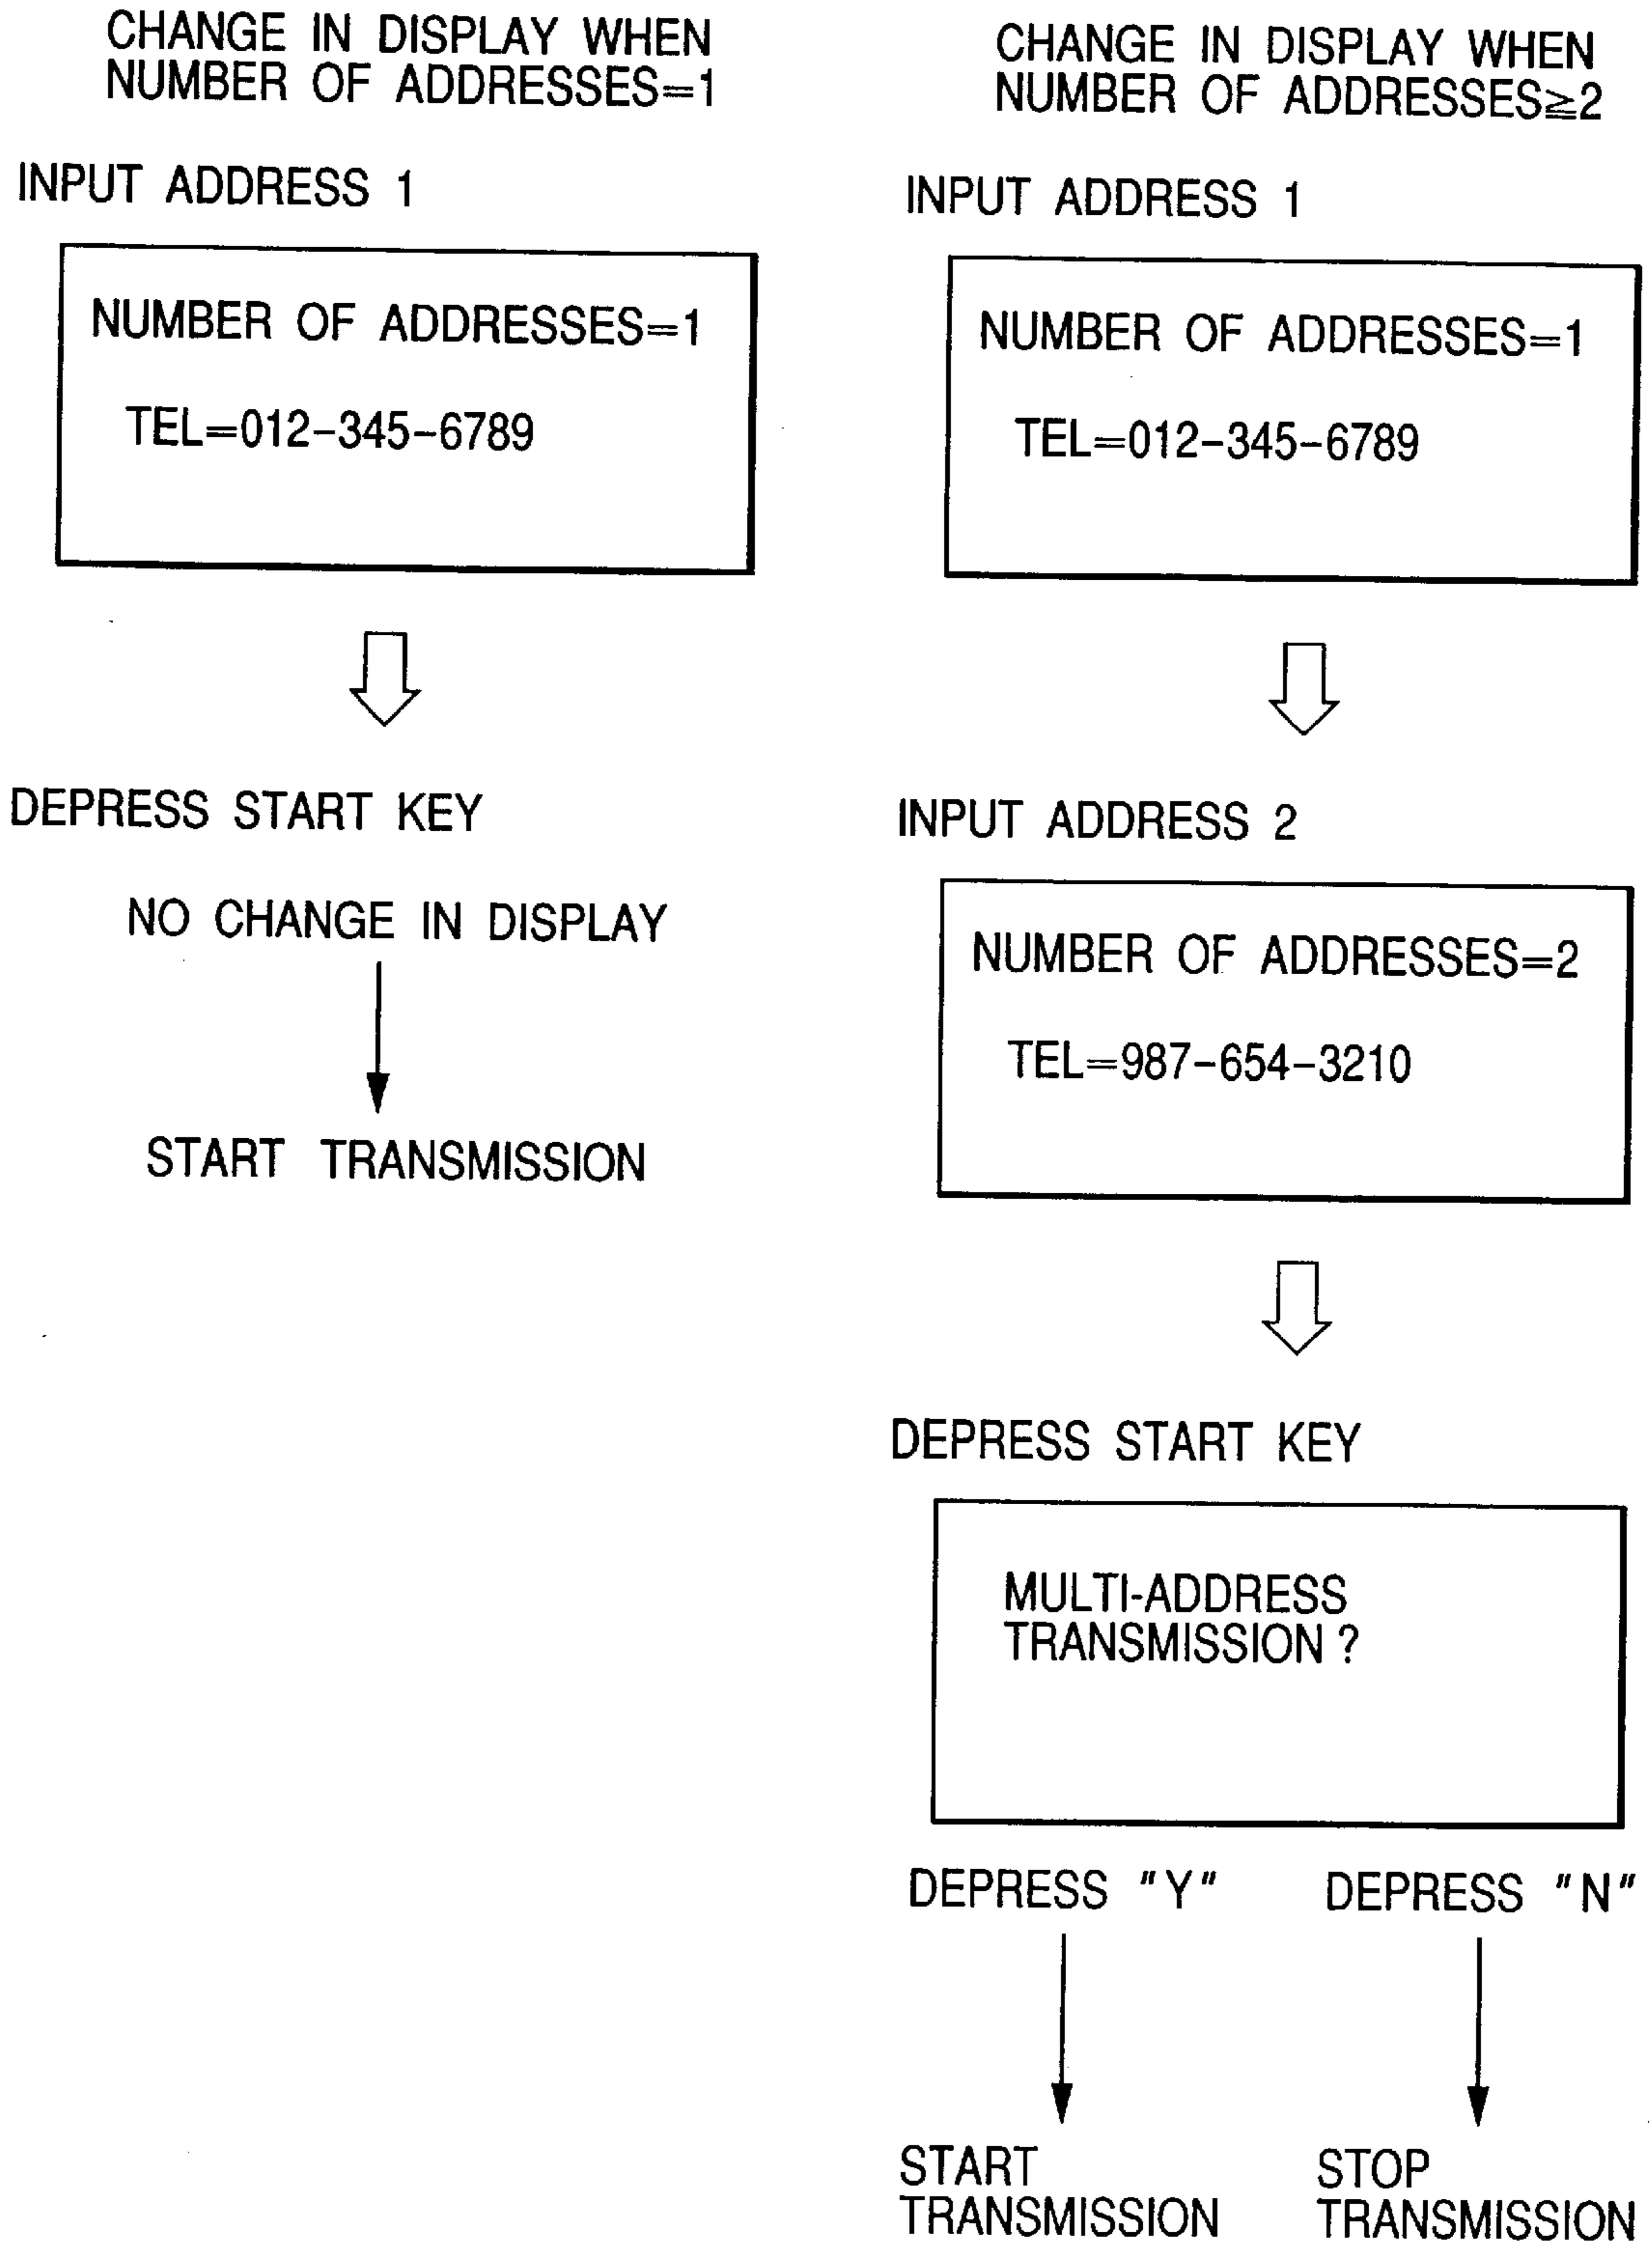 CHANGE IN DISPLAY WHEN
NUMBER OF ADDRESSES=1
INPUT ADDRESS 1
NUMBER OF ADDRESSES=1
TEL=012-345-6789
DEPRESS START KEY
NO CHANGE IN DISPLAY
START TRANSMISSION
CHANGE IN DISPLAY WHEN
NUMBER OF ADDRESSES≧2
INPUT ADDRESS 1
NUMBER OF ADDRESSES=1
TEL=012-345-6789
INPUT ADDRESS 2
NUMBER OF ADDRESSES=2
TEL=987-654-3210
DEPRESS START KEY
MULTI-ADDRESS
TRANSMISSION ?
DEPRESS "Y"
DEPRESS "N"
START
TRANSMISSION
STOP
TRANSMISSION